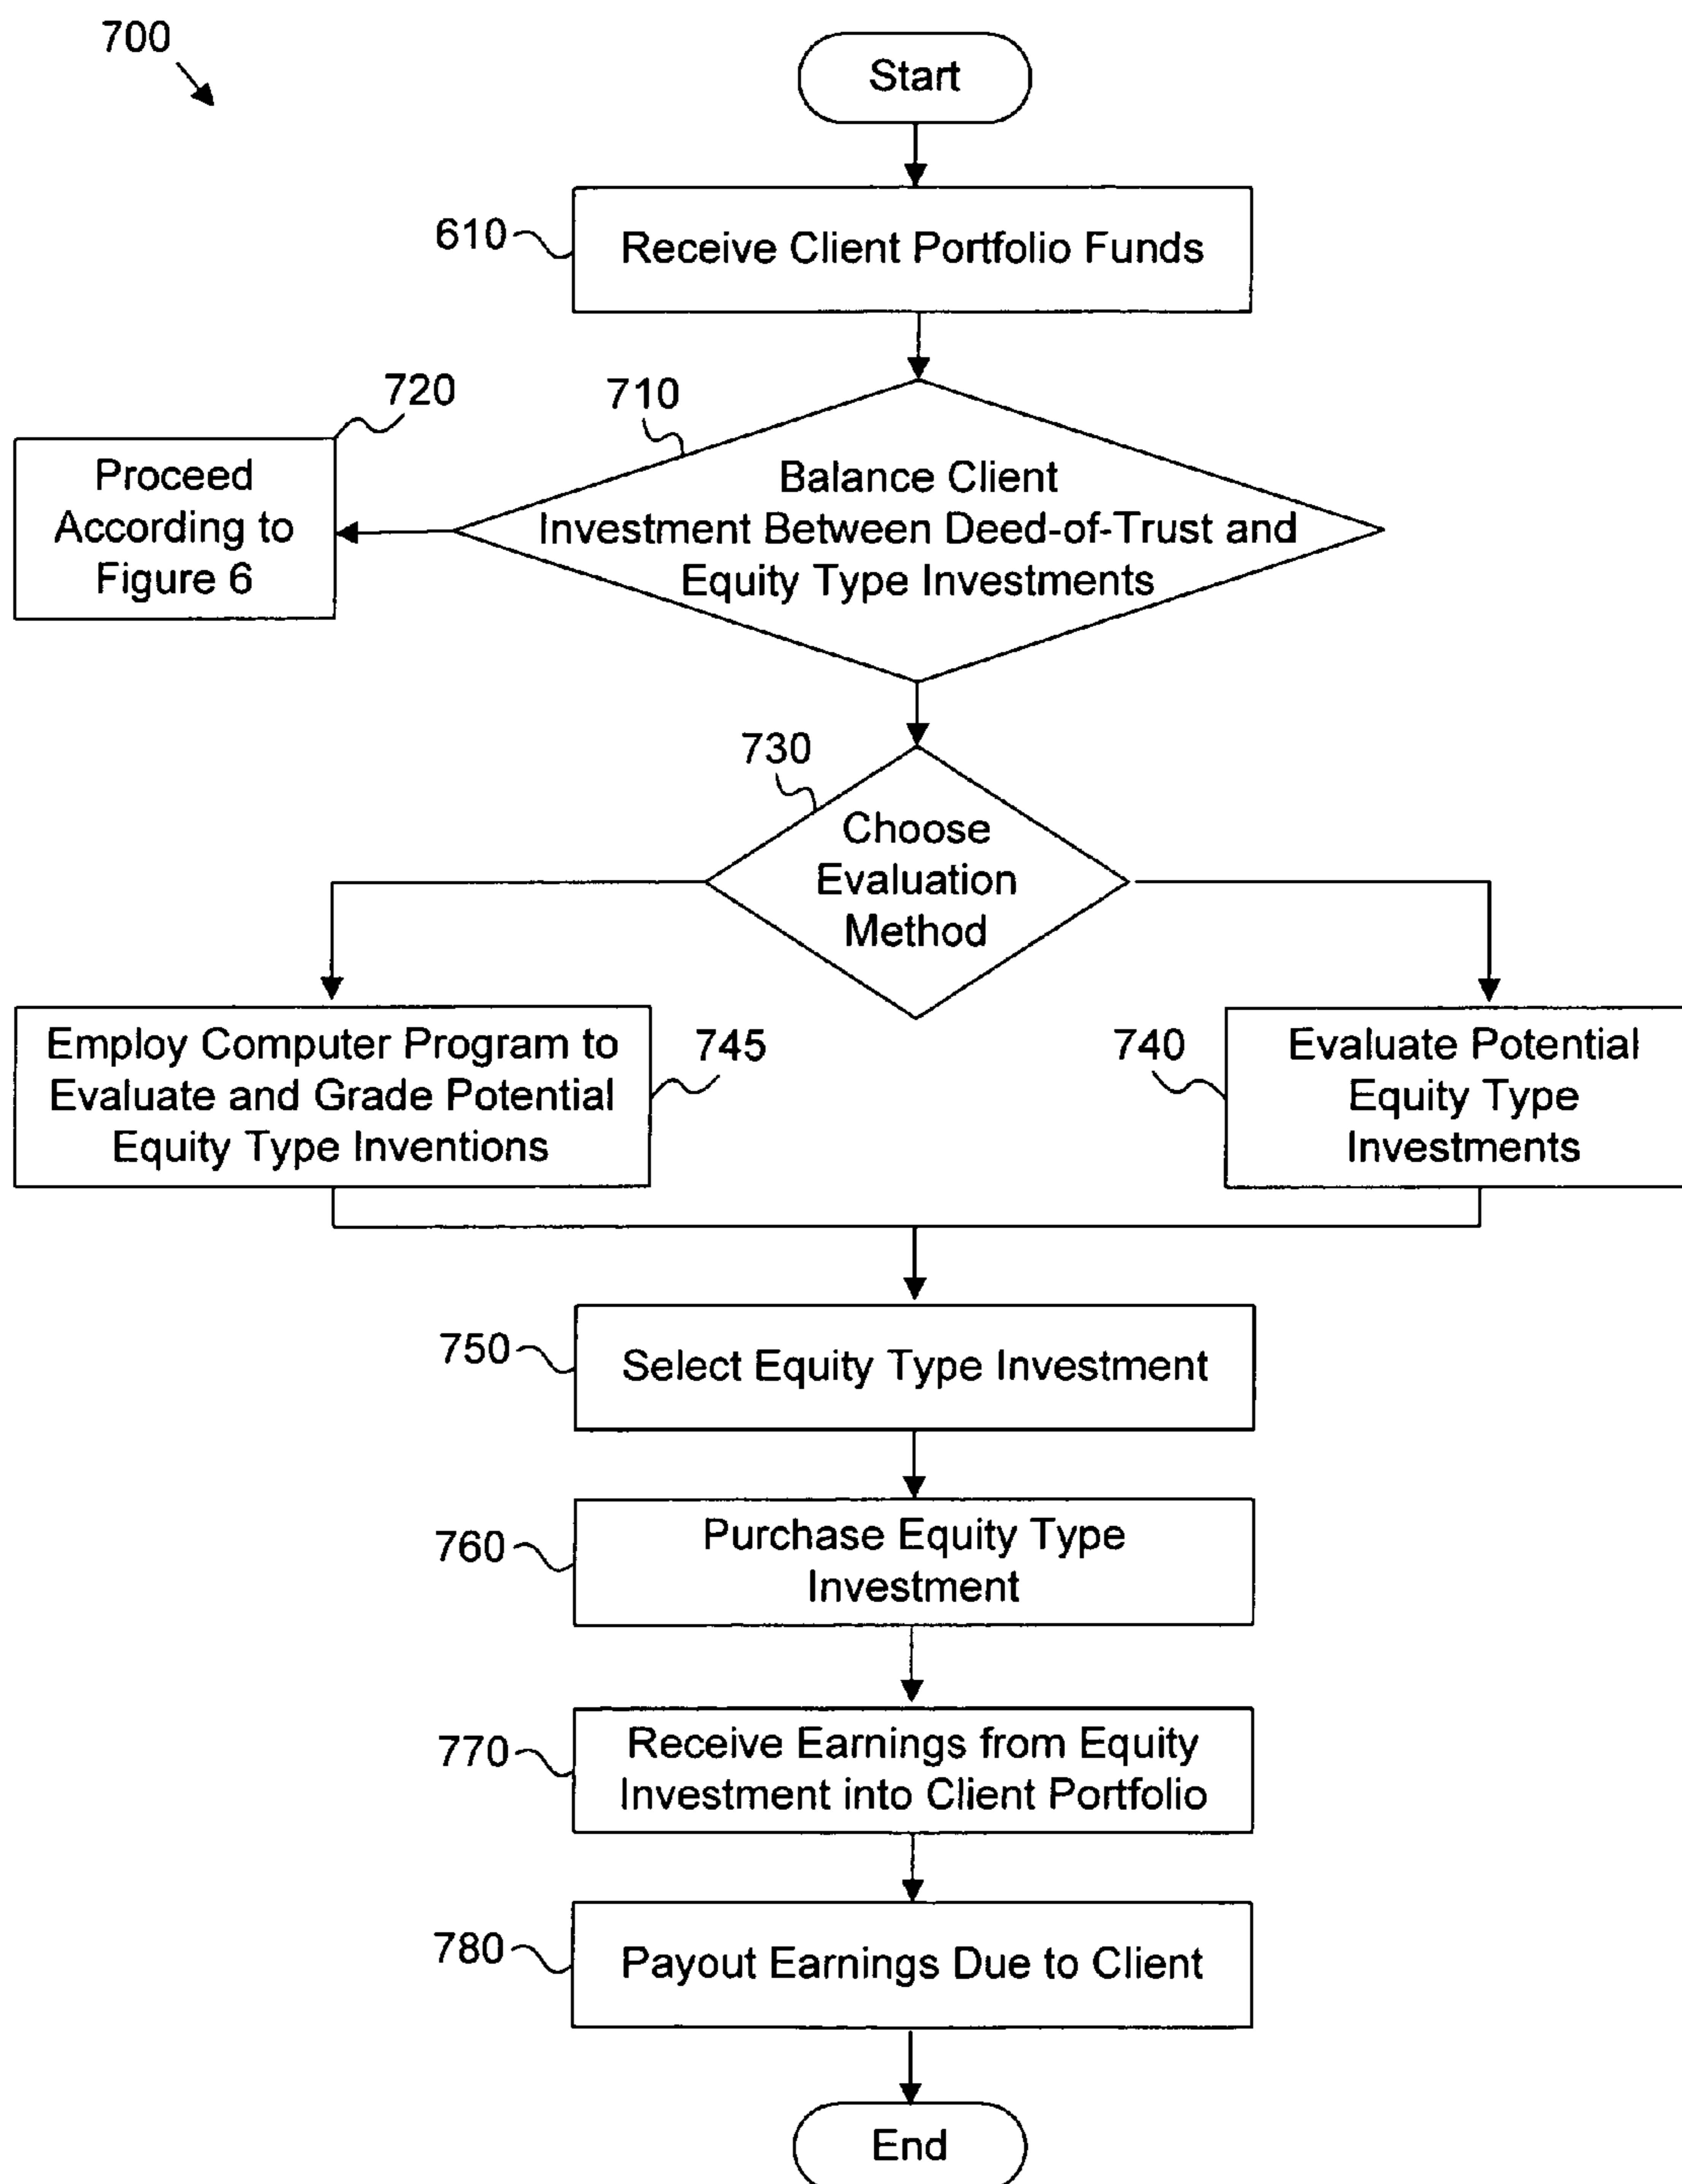 700
Start
610
Receive Client Portfolio Funds
720
710
Proceed
According to
Figure 6
Balance Client
Investment Between Deed-of-Trust and
Equity Type Investments
730
Choose
Evaluation
Method
Employ Computer Program to
Evaluate and Grade Potential
Equity Type Inventions
745
740
Evaluate Potential
Equity Type
Investments
750
Select Equity Type Investment
760
Purchase Equity Type
Investment
770
Receive Earnings from Equity
Investment into Client Portfolio
780
Payout Earnings Due to Client
End